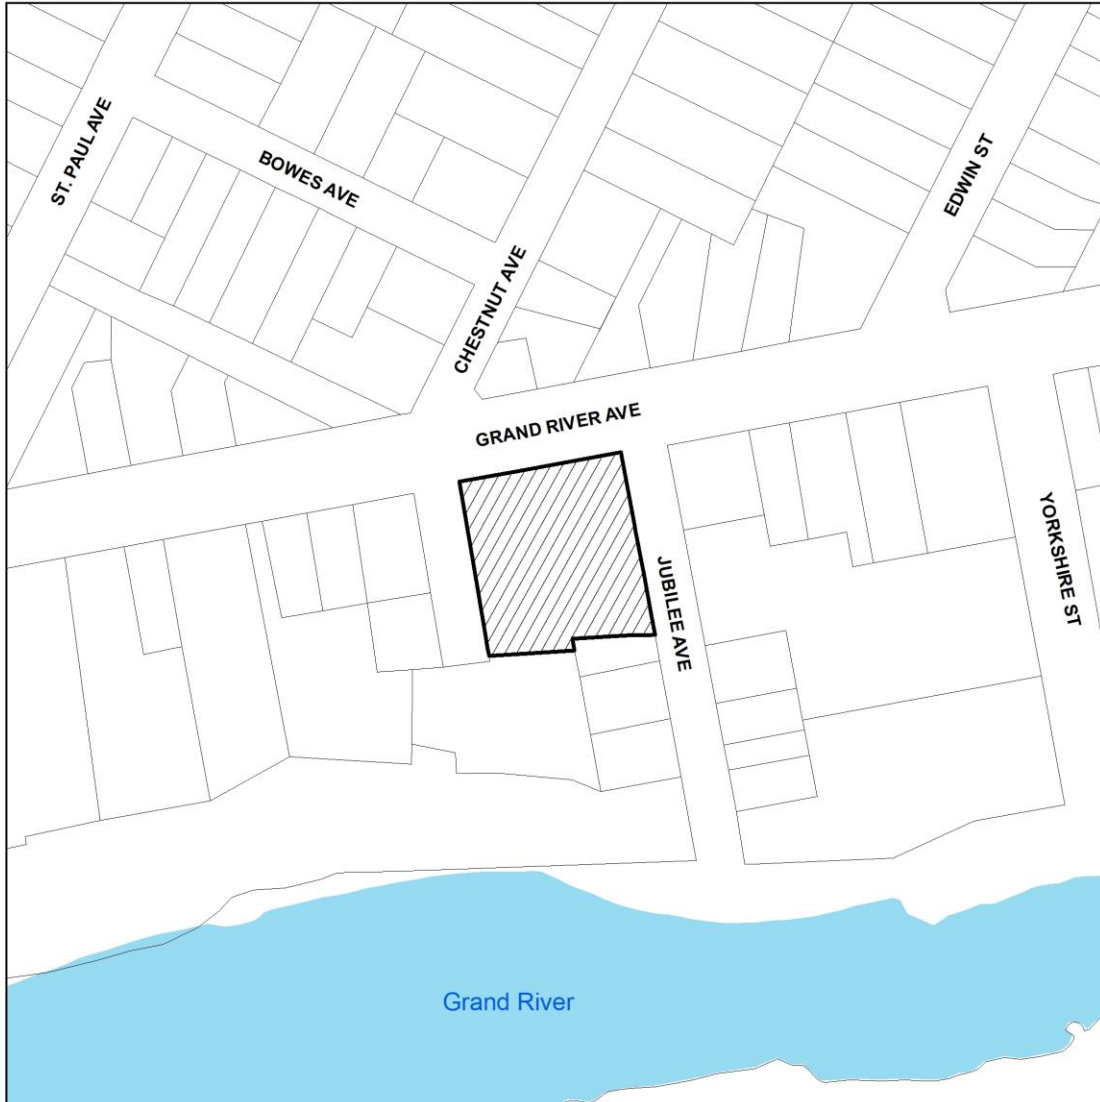 ST. PAUL AVE
BOWES AVE
EDWIN ST
CHESTNUT AVE
GRAND RIVER AVE
YORKSHIRE ST
JUBILEE AVE
Grand River